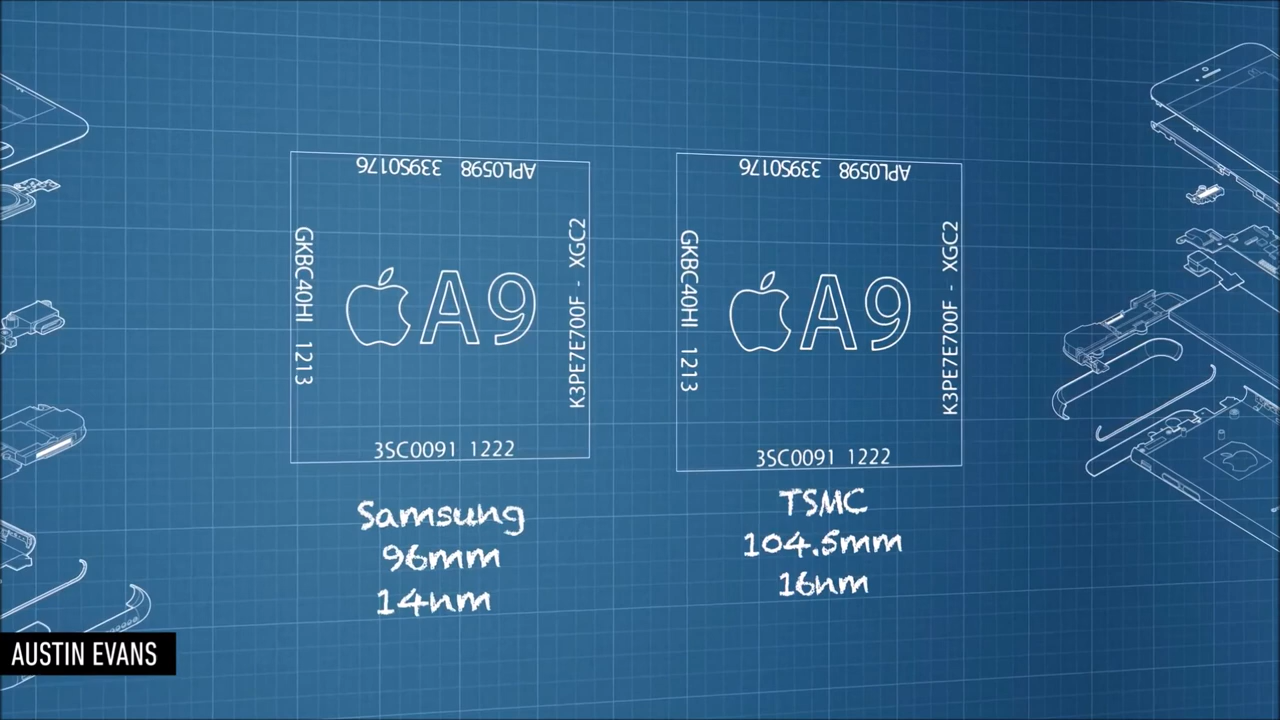 339S0176 APL0598
GKBC40HI 1213
A9
K3PE7E700F - XGC2
3SC0091 1222
Samsung
96mm
14nm
339S0176 APL0598
GKBC40HI 1213
A9
K3PE7E700F - XGC2
3SC0091 1222
TSMC
104.5mm
16nm
AUSTIN EVANS